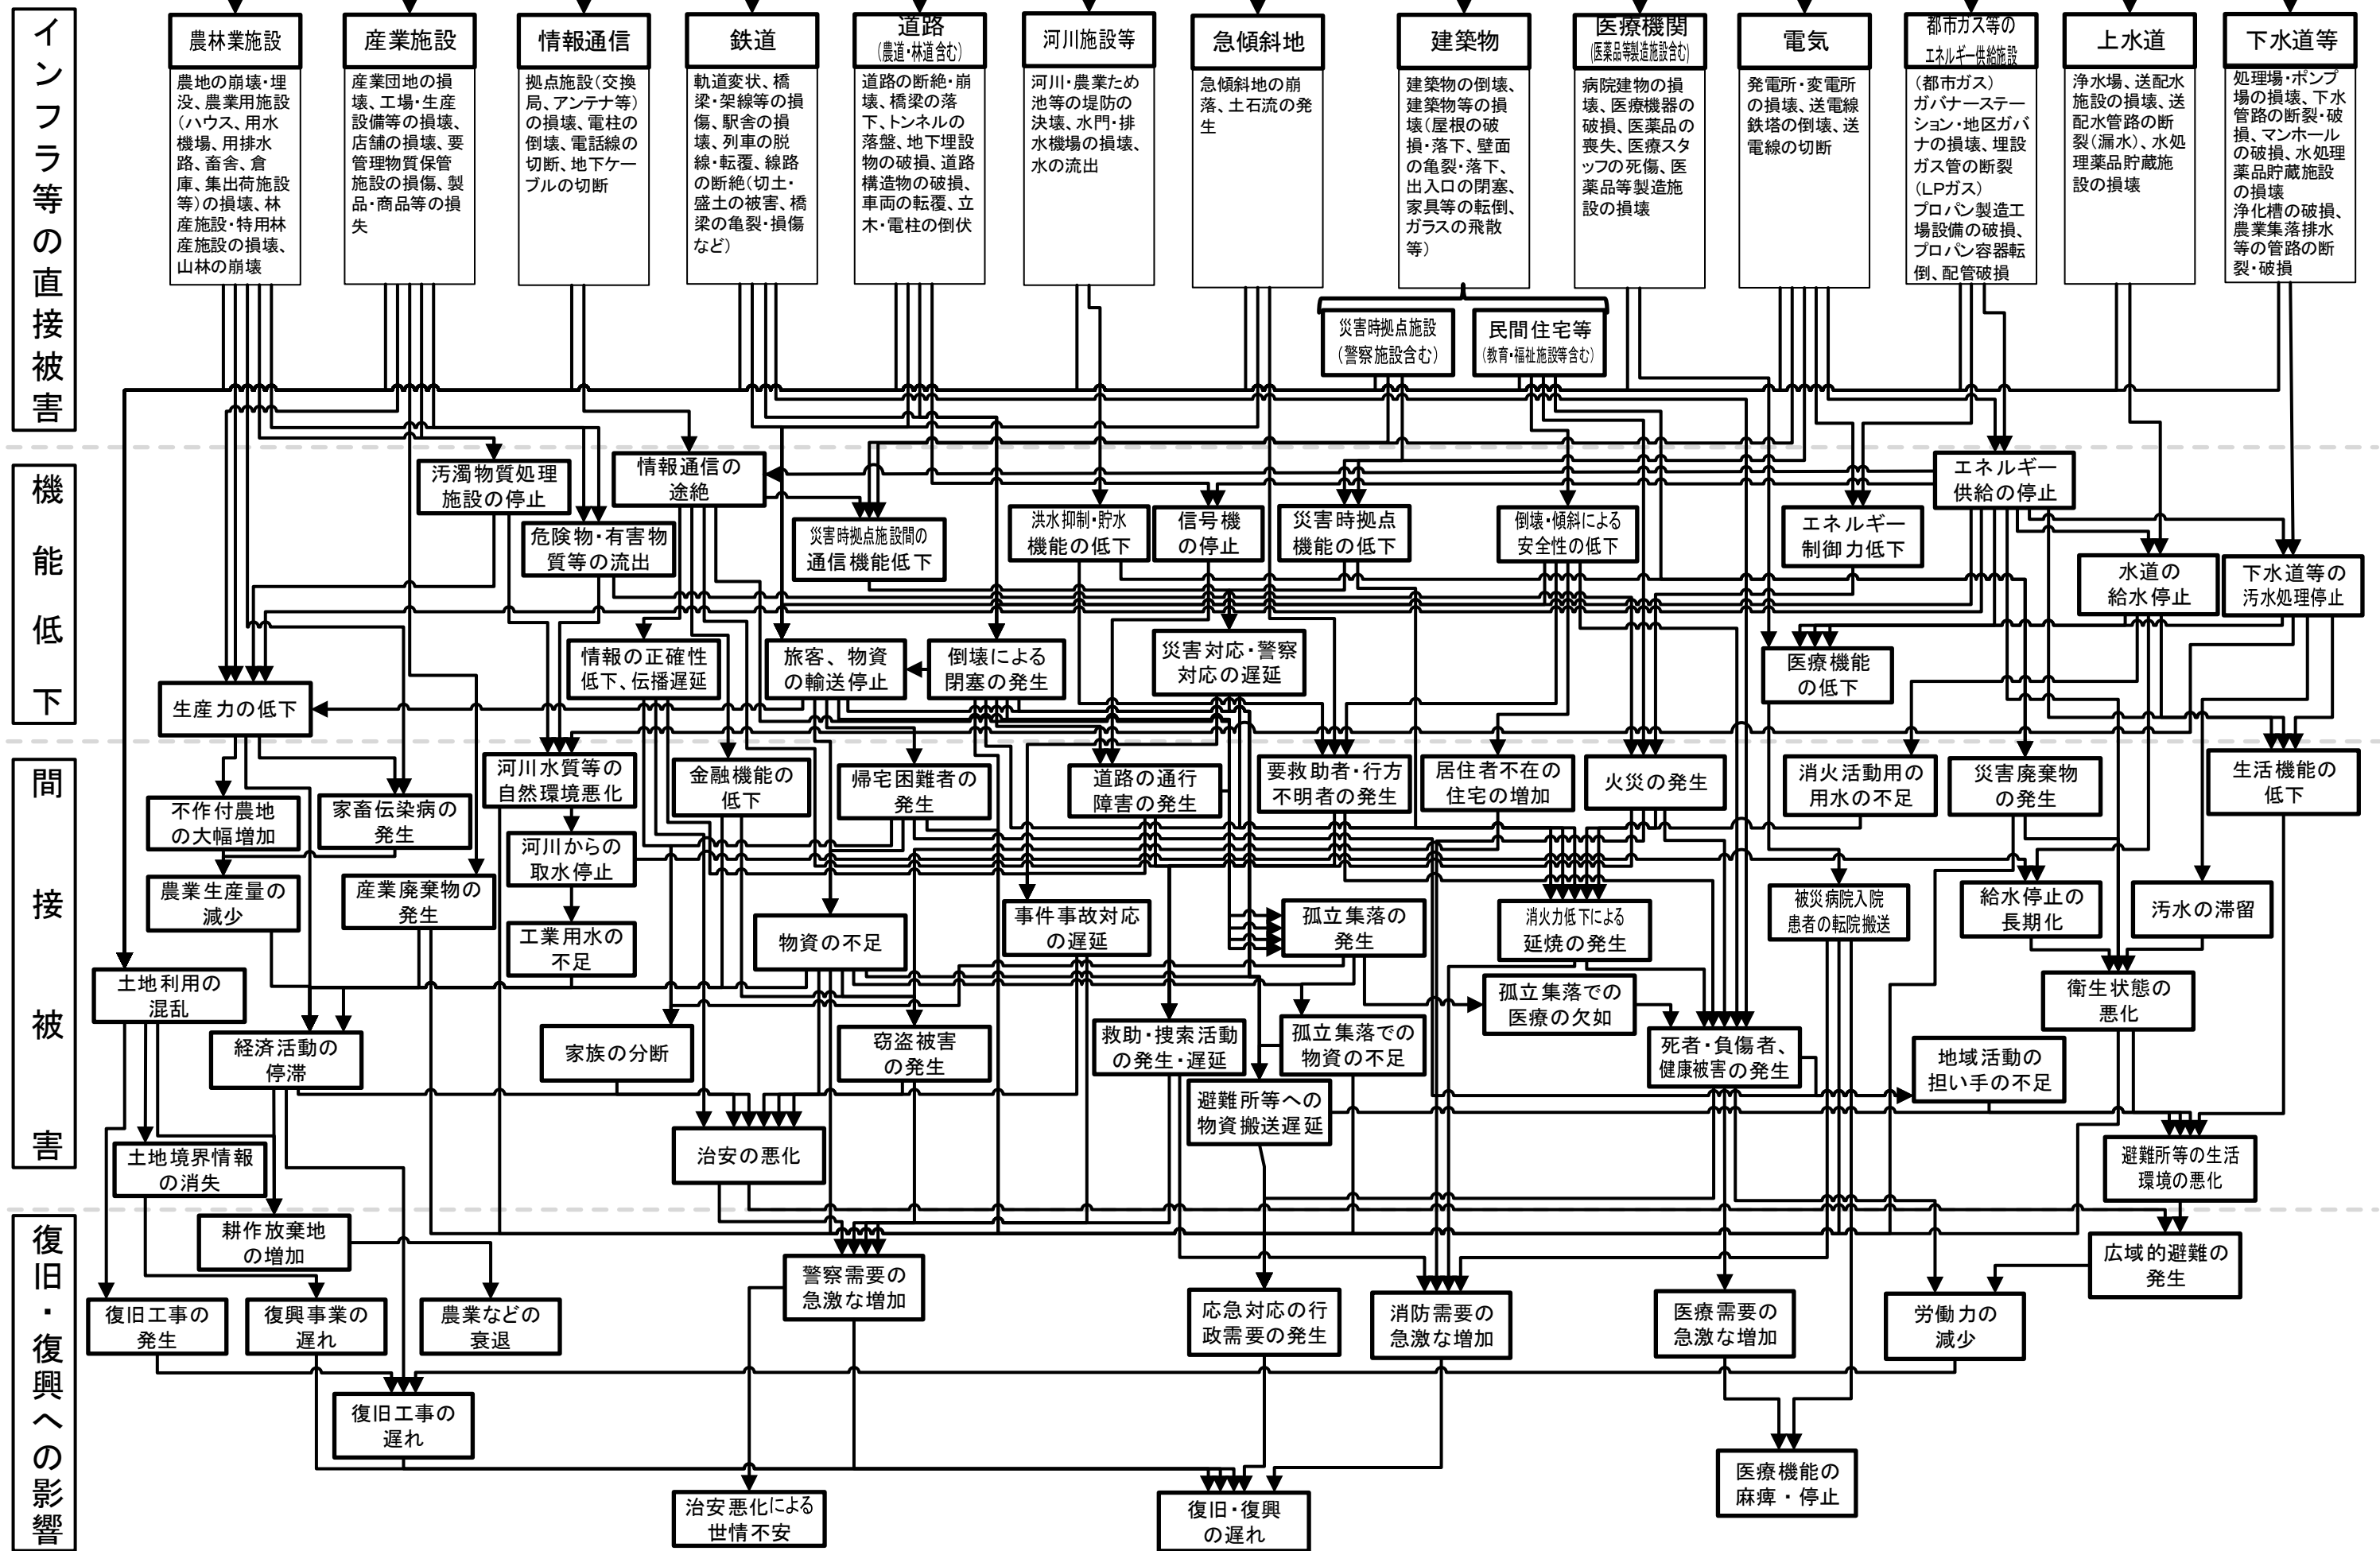 インフラ等の直接被害
農林業施設
農地の崩壊・埋
没、農業用施設
（ハウス、用水
機場、用排水
路、畜舎、倉
庫、集出荷施設
等）の損壊、林
産施設・特用林
産施設の損壊、
山林の崩壊
産業施設
産業団地の損
壊、工場・生産
設備等の損壊、
店舗の損壊、要
管理物質保管
施設の損傷、製
品・商品等の損
失
情報通信
拠点施設（交換
局、アンテナ等）
の損壊、電柱の
倒壊、電話線の
切断、地下ケー
ブルの切断
鉄道
軌道変状、橋
梁・架線等の損
傷、駅舎の損
壊、列車の脱
線・転覆、線路
の断絶（切土・
盛土の被害、橋
梁の亀裂・損傷
など）
道路
（農道・林道含む）
道路の断絶・崩
壊、橋梁の落
下、トンネルの
落盤、地下埋設
物の破損、道路
構造物の破損、
車両の転覆、立
木・電柱の倒伏
河川施設等
河川・農業ため
池等の堤防の
決壊、水門・排
水機場の損壊、
水の流出
急傾斜地
急傾斜地の崩
落、土石流の発
生
建築物
建築物の倒壊、
建築物等の損
壊（屋根の破
損・落下、壁面
の亀裂・落下、
出入口の閉塞、
家具等の転倒、
ガラスの飛散
等）
医療機関
（医薬品等製造施設含む）
病院建物の損
壊、医療機器の
破損、医薬品の
喪失、医療スタ
ッフの死傷、医
薬品等製造施
設の損壊
電気
発電所・変電所
の損壊、送電線
鉄塔の倒壊、送
電線の切断
都市ガス等の
エネルギー供給施設
（都市ガス）
ガバナーステー
ション・地区ガバ
ナの損壊、埋設
ガス管の断裂
（LPガス）
プロパン製造工
場設備の破損、
プロパン容器転
倒、配管破損
上水道
浄水場、送配水
施設の損壊、送
配水管路の断
裂（漏水）、水処
理薬品貯蔵施
設の損壊
下水道等
処理場・ポンプ
場の損壊、下水
管路の断裂・破
損、マンホール
の破損、水処理
薬品貯蔵施設
の損壊
浄化槽の破損、
農業集落排水
等の管路の断
裂・破損
災害時拠点施設
（警察施設含む）
民間住宅等
（教育・福祉施設等含む）
機能低下
汚濁物質処理
施設の停止
情報通信の
途絶
エネルギー
供給の停止
危険物・有害物
質等の流出
災害時拠点施設間の
通信機能低下
洪水抑制・貯水
機能の低下
信号機
の停止
災害時拠点
機能の低下
倒壊・傾斜による
安全性の低下
エネルギー
制御力低下
水道の
給水停止
下水道等の
汚水処理停止
情報の正確性
低下、伝播遅延
旅客、物資
の輸送停止
倒壊による
閉塞の発生
災害対応・警察
対応の遅延
医療機能
の低下
生産力の低下
間接被害
河川水質等の
自然環境悪化
金融機能の
低下
帰宅困難者の
発生
道路の通行
障害の発生
要救助者・行方
不明者の発生
居住者不在の
住宅の増加
火災の発生
消火活動用の
用水の不足
災害廃棄物
の発生
生活機能の
低下
不作付農地
の大幅増加
家畜伝染病の
発生
河川からの
取水停止
農業生産量の
減少
産業廃棄物の
発生
工業用水の
不足
物資の不足
事件事故対応
の遅延
孤立集落の
発生
消火力低下による
延焼の発生
被災病院入院
患者の転院搬送
給水停止の
長期化
汚水の滞留
土地利用の
混乱
孤立集落での
医療の欠如
衛生状態の
悪化
経済活動の
停滞
家族の分断
窃盗被害
の発生
救助・捜索活動
の発生・遅延
孤立集落での
物資の不足
死者・負傷者、
健康被害の発生
地域活動の
担い手の不足
避難所等への
物資搬送遅延
土地境界情報
の消失
治安の悪化
避難所等の生活
環境の悪化
復旧・復興への影響
耕作放棄地
の増加
警察需要の
急激な増加
広域的避難の
発生
復旧工事の
発生
復興事業の
遅れ
農業などの
衰退
応急対応の行
政需要の発生
消防需要の
急激な増加
医療需要の
急激な増加
労働力の
減少
復旧工事の
遅れ
医療機能の
麻痺・停止
治安悪化による
世情不安
復旧・復興
の遅れ